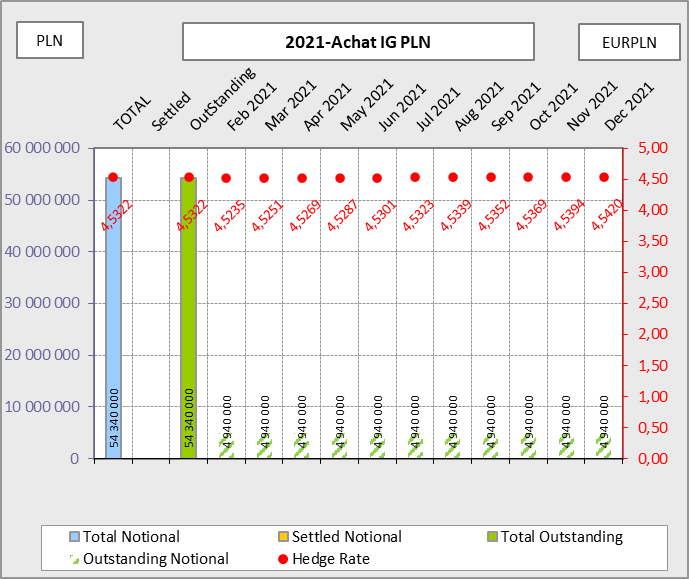 PLN
2021-Achat IG PLN
EURPLN
TOTAL
Settled
OutStanding
Feb 2021
Mar 2021
Apr 2021
May 2021
Jun 2021
Jul 2021
Aug 2021
Sep 2021
Oct 2021
Nov 2021
Dec 2021
60 000 000
50 000 000
40 000 000
30 000 000
20 000 000
10 000 000
0
5,00
4,50
4,00
3,50
3,00
2,50
2,00
1,50
1,00
0,50
0,00
4,5322
4,5322
4,5235
4,5251
4,5269
4,5287
4,5301
4,5323
4,5339
4,5352
4,5369
4,5394
4,5420
54 340 000
54 340 000
4 940 000
4 940 000
4 940 000
4 940 000
4 940 000
4 940 000
4 940 000
4 940 000
4 940 000
4 940 000
4 940 000
Total Notional
Settled Notional
Total Outstanding
Outstanding Notional
Hedge Rate